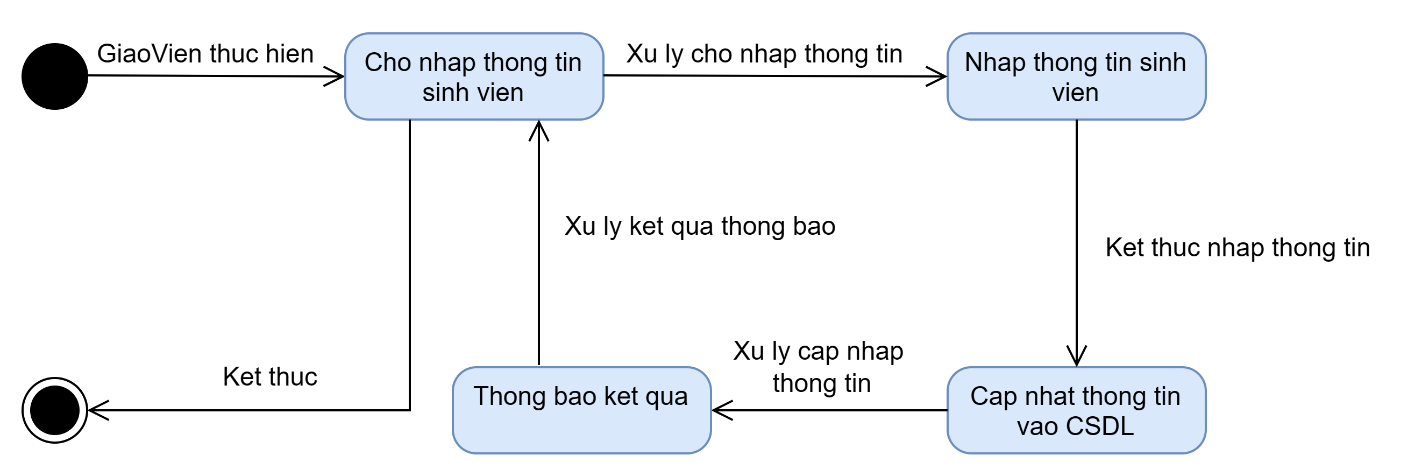 GiaoVien thuc hien
Cho nhap thong tin
sinh vien
Xu ly cho nhap thong tin
Nhap thong tin sinh
vien
Xu ly ket qua thong bao
Ket thuc nhap thong tin
Ket thuc
Thong bao ket qua
Xu ly cap nhap
thong tin
Cap nhat thong tin
vao CSDL